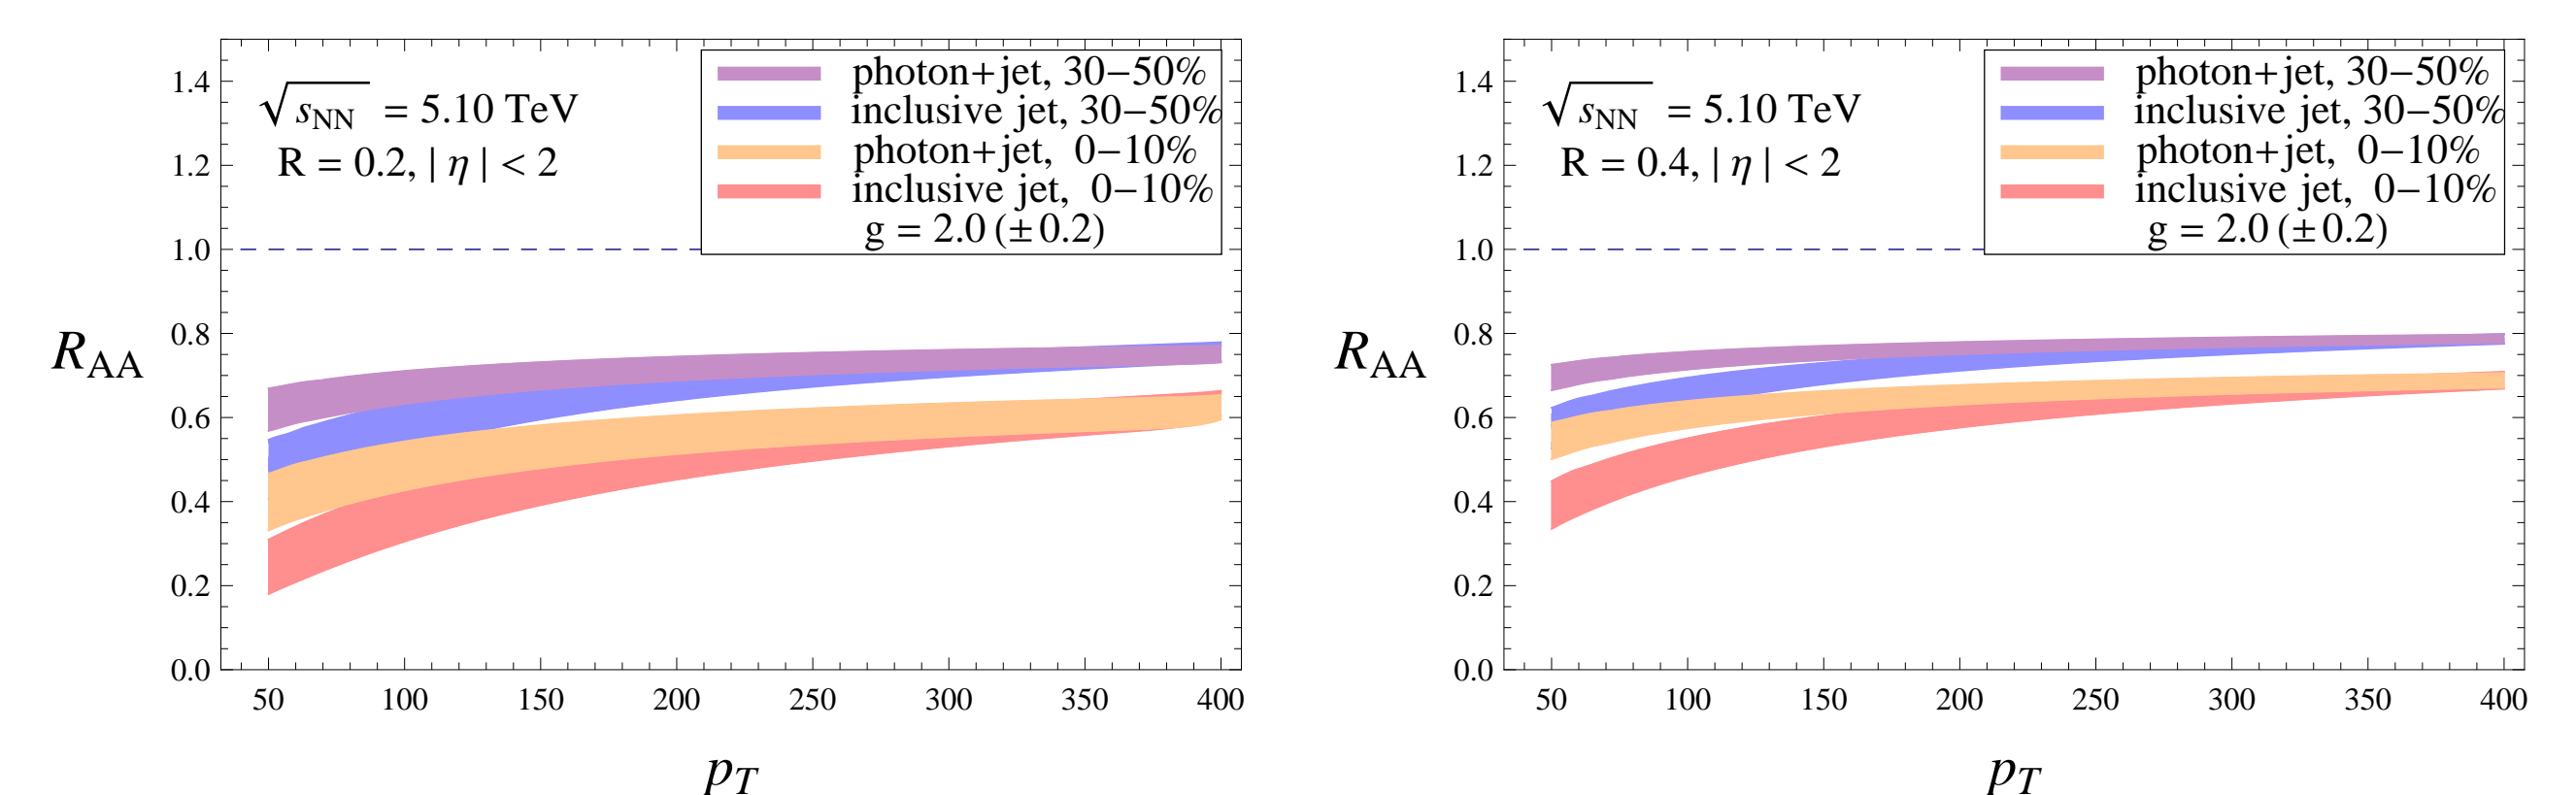 √sNN = 5.10 TeV
R = 0.2, | η | < 2
photon+jet, 30−50%
inclusive jet, 30−50%
photon+jet, 0−10%
inclusive jet, 0−10%
g = 2.0 (± 0.2)
RAA
1.4
1.2
1.0
0.8
0.6
0.4
0.2
0.0
50 100 150 200 250 300 350 400
pT
√sNN = 5.10 TeV
R = 0.4, | η | < 2
photon+jet, 30−50%
inclusive jet, 30−50%
photon+jet, 0−10%
inclusive jet, 0−10%
g = 2.0 (± 0.2)
RAA
1.4
1.2
1.0
0.8
0.6
0.4
0.2
0.0
50 100 150 200 250 300 350 400
pT